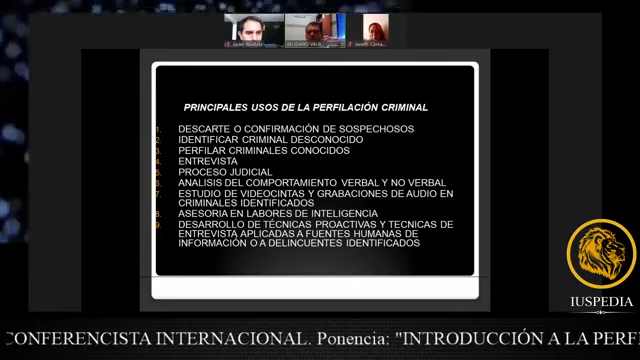 Javier Bautista
BELISARIO VALB
Janeth Cerva
PRINCIPALES USOS DE LA PERFILACIÓN CRIMINAL
1. DESCARTE O CONFIRMACIÓN DE SOSPECHOSOS
2. IDENTIFICAR CRIMINAL DESCONOCIDO
3. PERFILAR CRIMINALES CONOCIDOS
4. ENTREVISTA
5. PROCESO JUDICIAL
6. ANALISIS DEL COMPORTAMIENTO VERBAL Y NO VERBAL
7. ESTUDIO DE VIDEOCINTAS Y GRABACIONES DE AUDIO EN
CRIMINALES IDENTIFICADOS
8. ASESORIA EN LABORES DE INTELIGENCIA
9. DESARROLLO DE TÉCNICAS PROACTIVAS Y TECNICAS DE
ENTREVISTA APLICADAS A FUENTES HUMANAS DE
INFORMACIÓN O A DELINCUENTES IDENTIFICADOS
IUSPEDIA
CONFERENCISTA INTERNACIONAL. Ponencia: "INTRODUCCIÓN A LA PERF